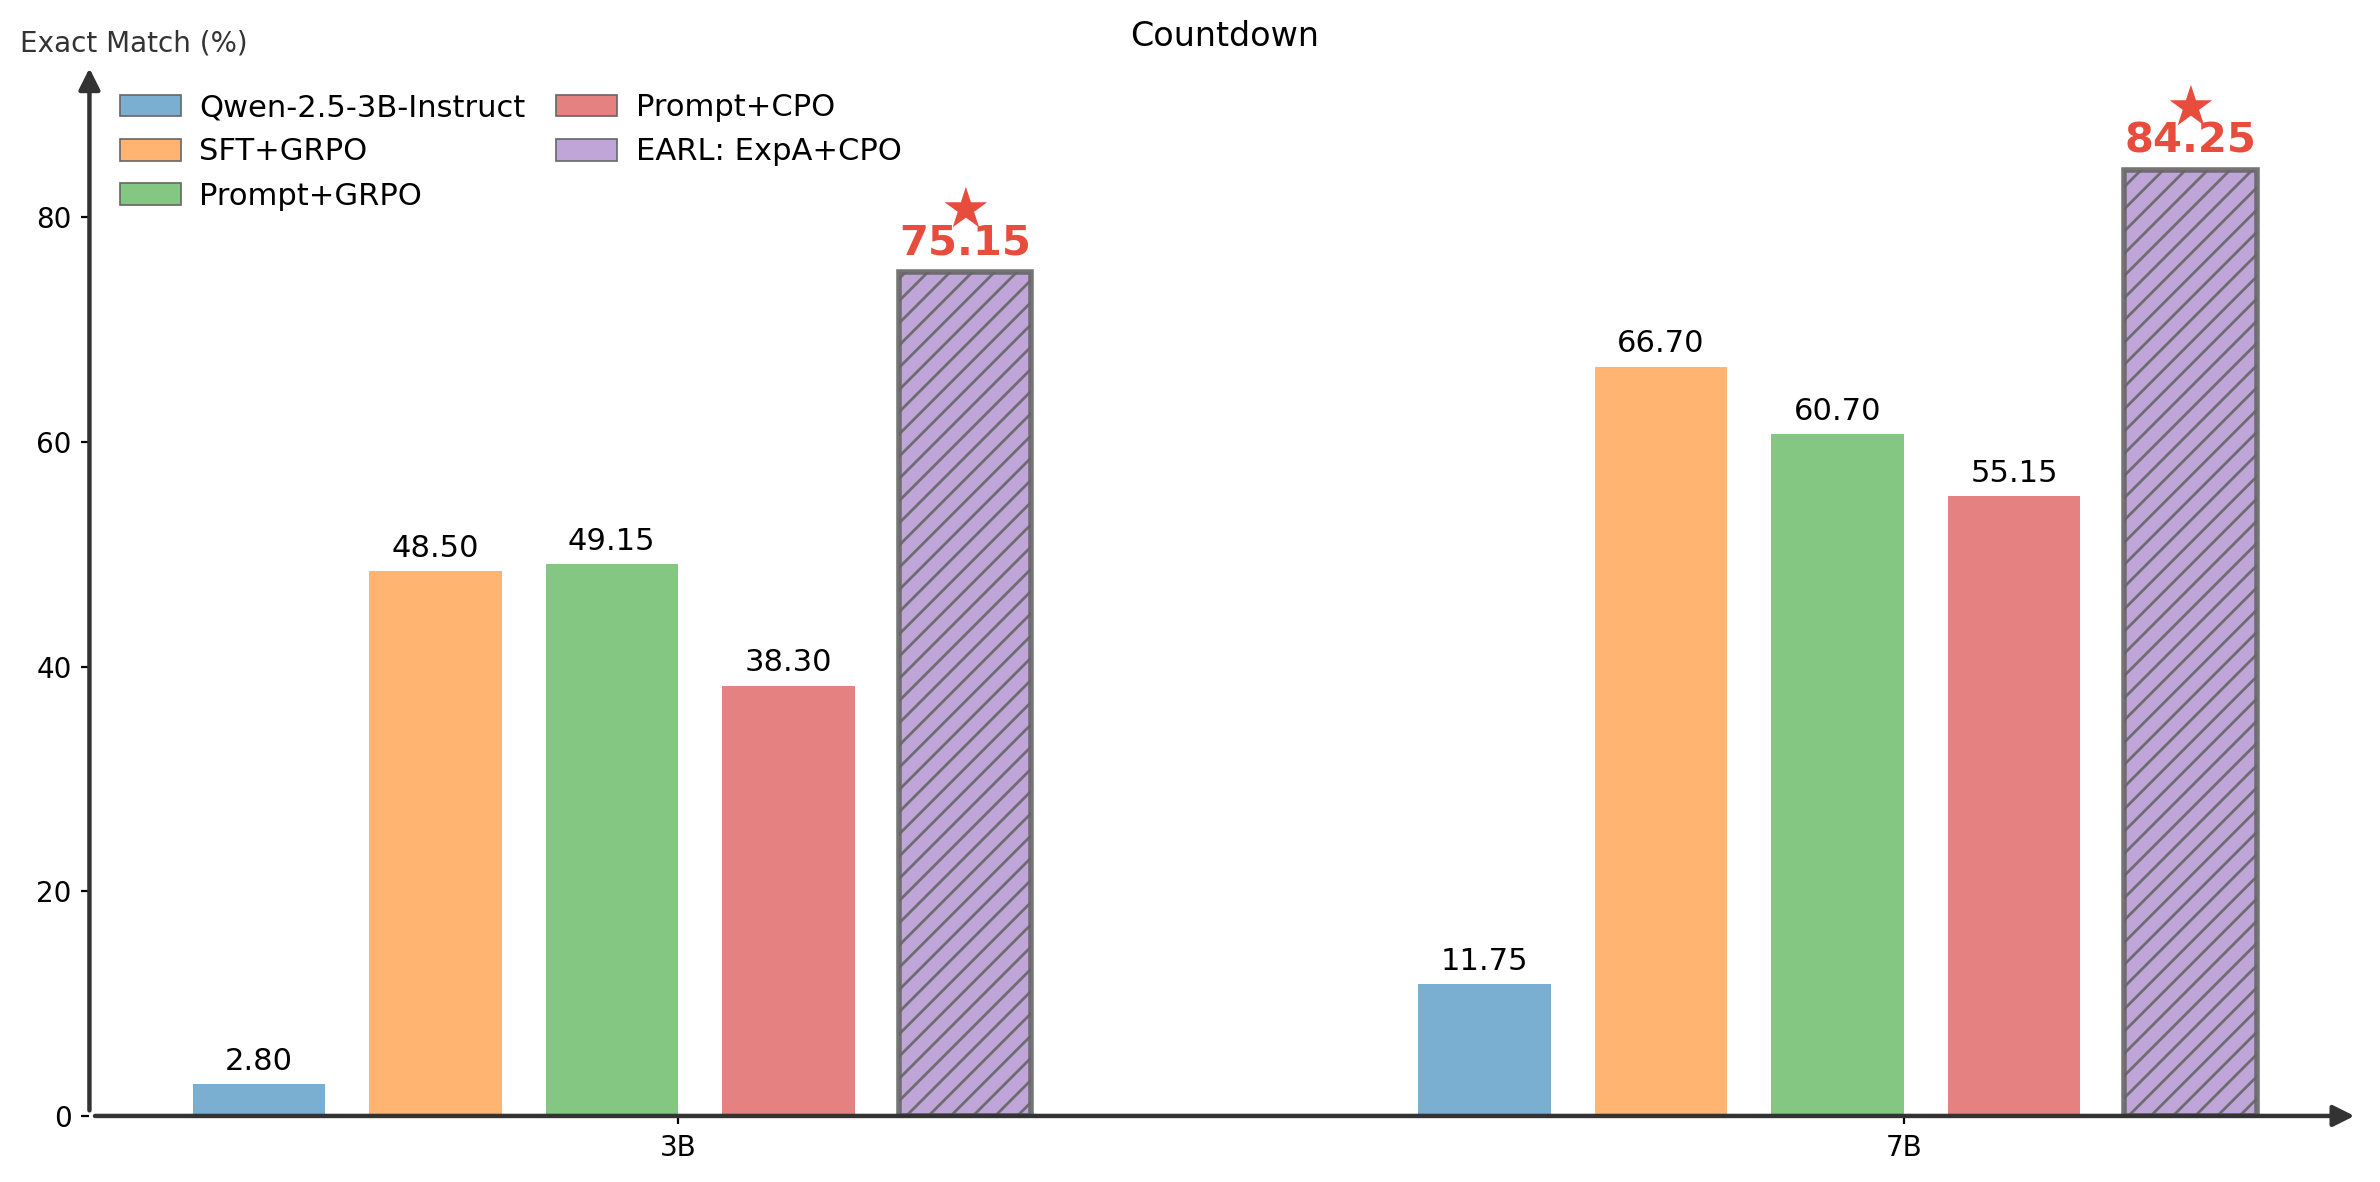 Countdown
Exact Match (%)
Qwen-2.5-3B-Instruct
SFT+GRPO
Prompt+GRPO
Prompt+CPO
EARL: ExpA+CPO
80
60
40
20
0
2.80
48.50
49.15
38.30
75.15
11.75
66.70
60.70
55.15
84.25
3B
7B